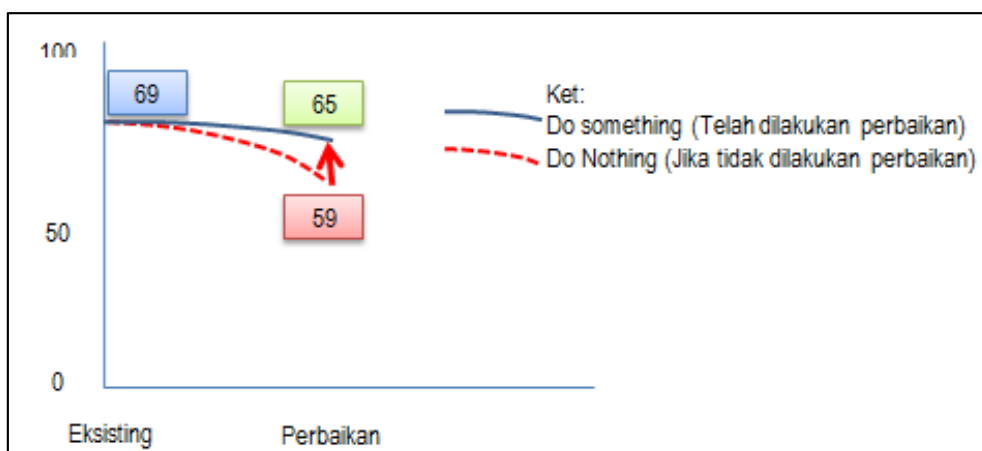 100
69
65
Ket:
Do something (Telah dilakukan perbaikan)
Do Nothing (Jika tidak dilakukan perbaikan)
59
50
0
Eksisting
Perbaikan